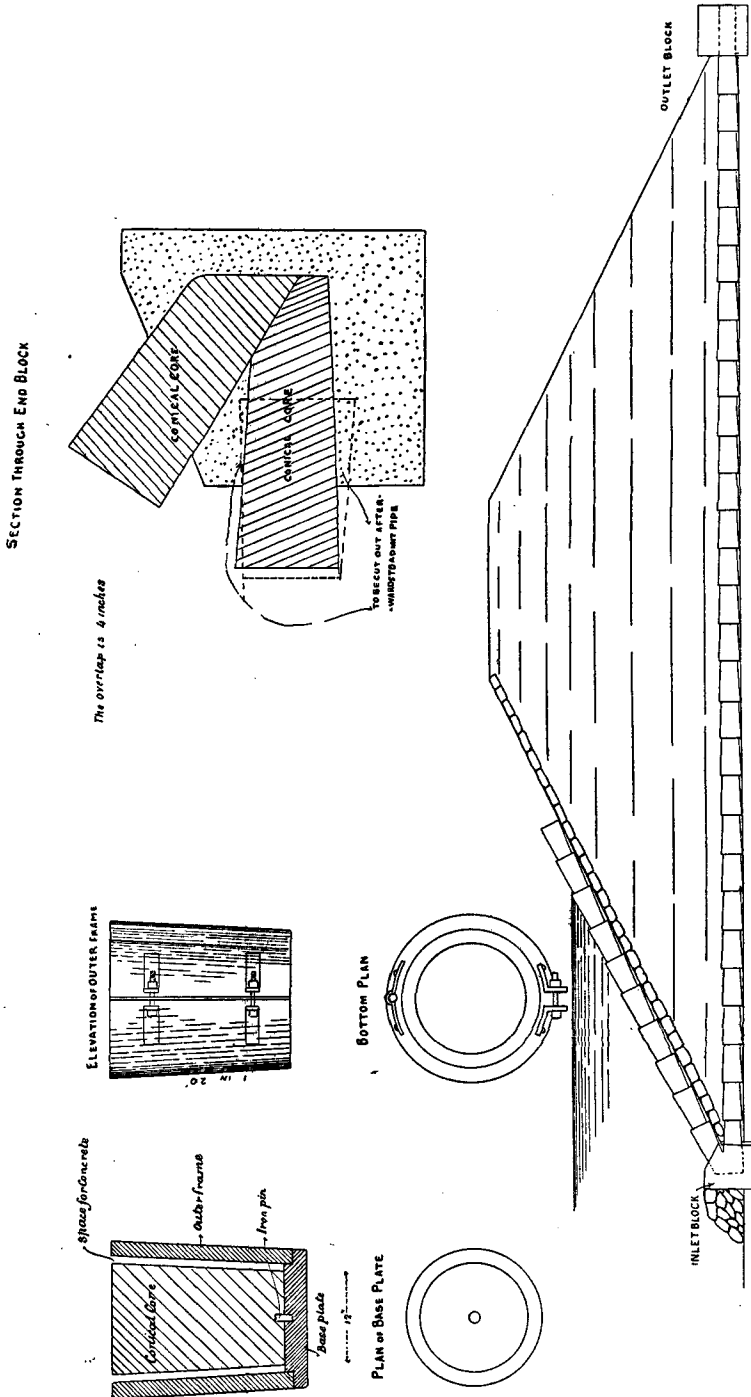 SECTION THROUGH END BLOCK
The overlap is 4 inches
CONICAL CORE
CONICAL CORE
TO BE CUT OUT AFTER-
-WARDS TO ADMIT PIPE
ELEVATION OF OUTER FRAME
1 IN 20
BOTTOM PLAN
Space for Concrete
Outer frame
Iron pin
Conical Core
Base plate
12"
PLAN OF BASE PLATE
OUTLET BLOCK
INLET BLOCK